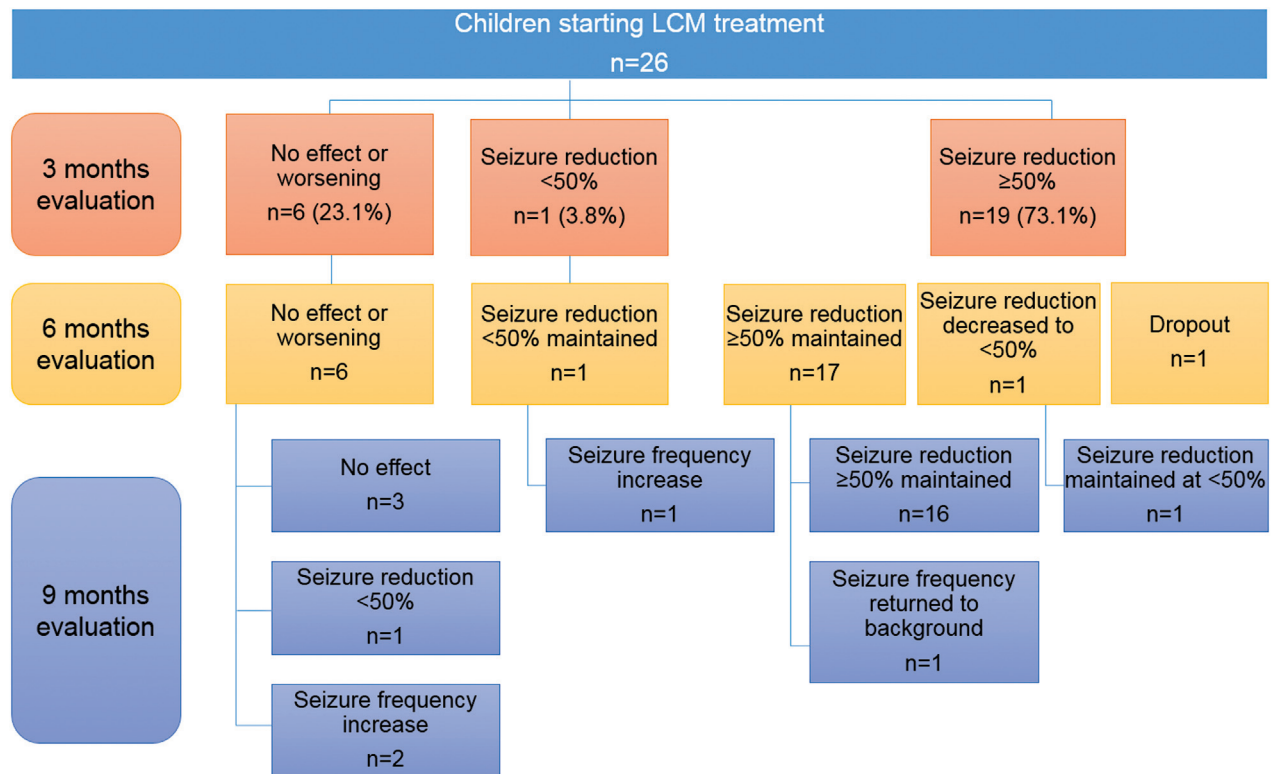 Children starting LCM treatment
n=26
3 months
evaluation
No effect or
worsening
n=6 (23.1%)
Seizure reduction
<50%
n=1 (3.8%)
Seizure reduction
≥50%
n=19 (73.1%)
6 months
evaluation
No effect or
worsening
n=6
Seizure reduction
<50% maintained
n=1
Seizure reduction
≥50% maintained
n=17
Seizure reduction
decreased to
<50%
n=1
Dropout
n=1
9 months
evaluation
No effect
n=3
Seizure frequency
increase
n=1
Seizure reduction
≥50% maintained
n=16
Seizure reduction
maintained at <50%
n=1
Seizure reduction
<50%
n=1
Seizure frequency
returned to
background
n=1
Seizure frequency
increase
n=2